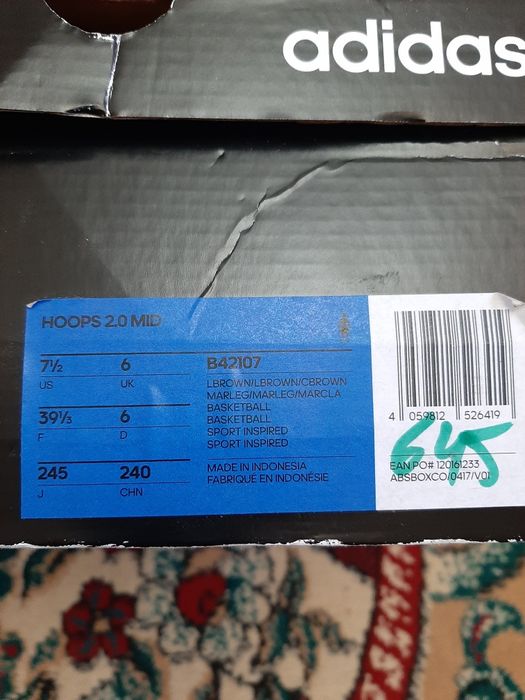 adidas
HOOPS 2.0 MID
7½ 6 B42107
US UK
LBROWN/LBROWN/CBROWN
MARLEG/MARLEG/MARCLA
39⅓ 6
F D
BASKETBALL
BASKETBALL
SPORT INSPIRED
SPORT INSPIRED
245 240
J CHN
MADE IN INDONESIA
FABRIQUÉ EN INDONÉSIE
4 059812 526419
645
EAN PO# 120161233
ABSBOXCO/0417/V01